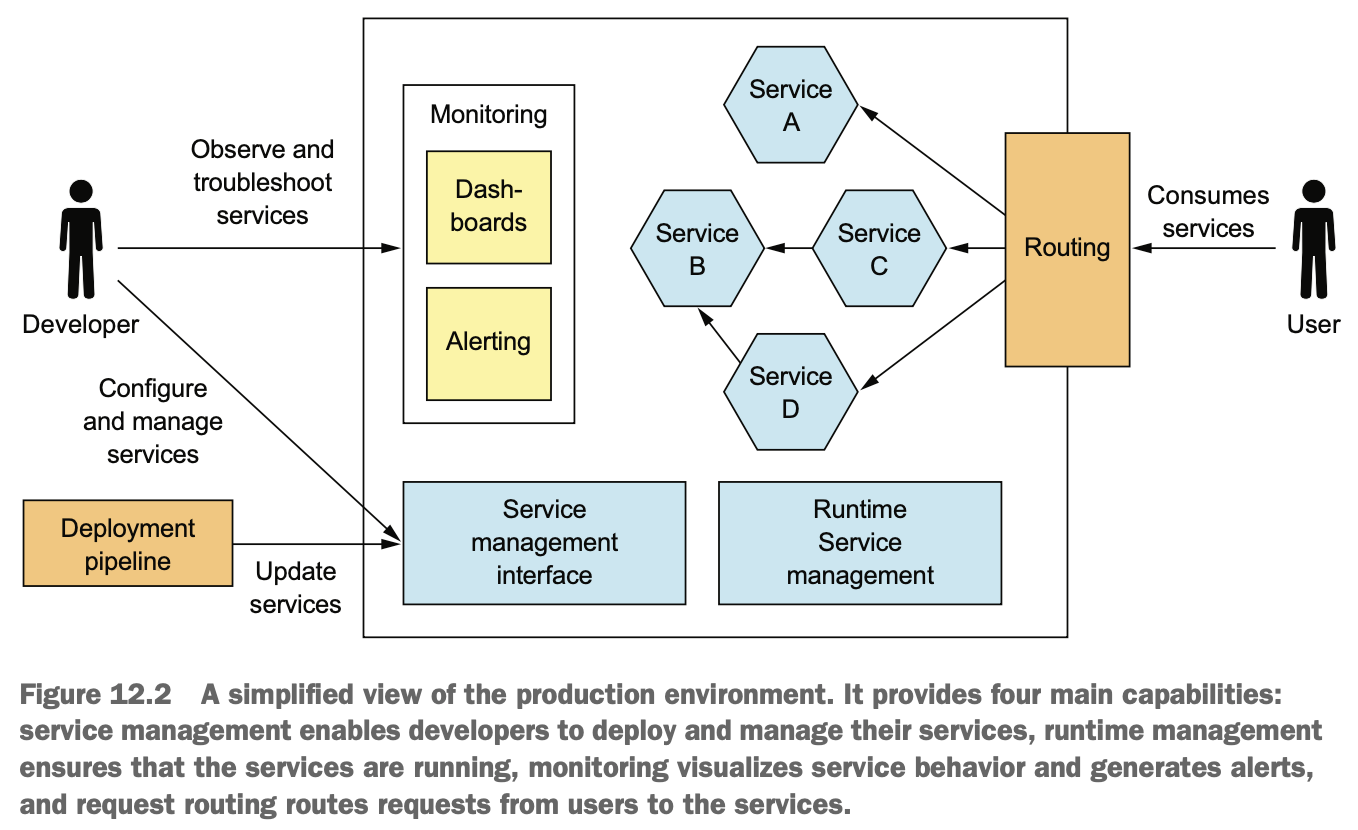 Monitoring
Dash-
boards
Alerting
Observe and
troubleshoot
services
Developer
Configure
and manage
services
Deployment
pipeline
Update
services
Service
management
interface
Runtime
Service
management
Service
A
Service
B
Service
C
Service
D
Routing
Consumes
services
User
Figure 12.2 A simplified view of the production environment. It provides four main capabilities:
service management enables developers to deploy and manage their services, runtime management
ensures that the services are running, monitoring visualizes service behavior and generates alerts,
and request routing routes requests from users to the services.